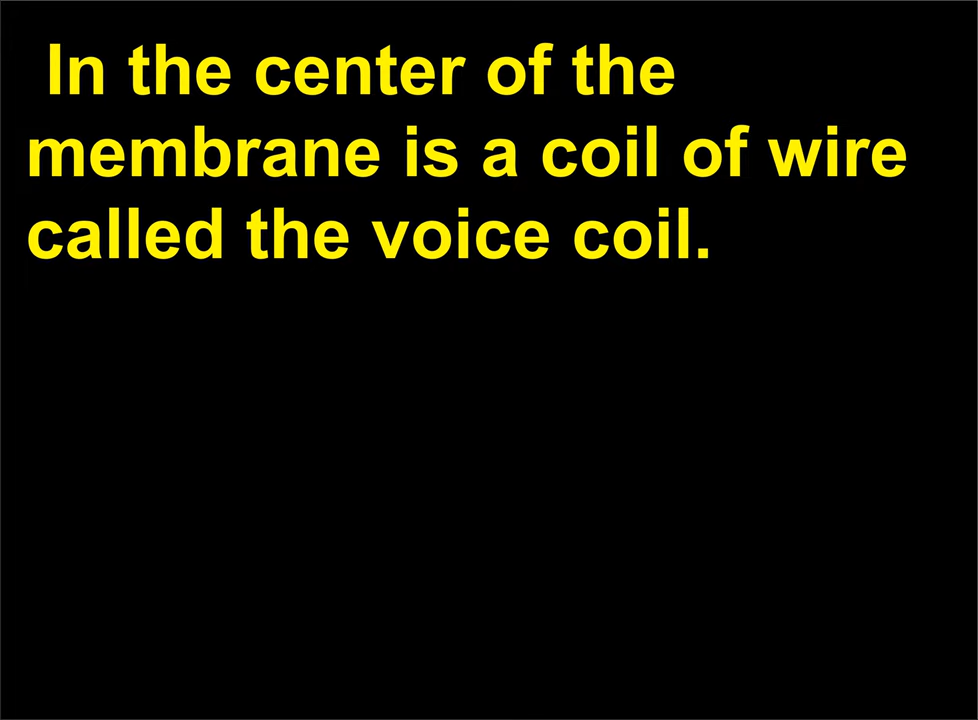 In the center of the
membrane is a coil of wire
called the voice coil.